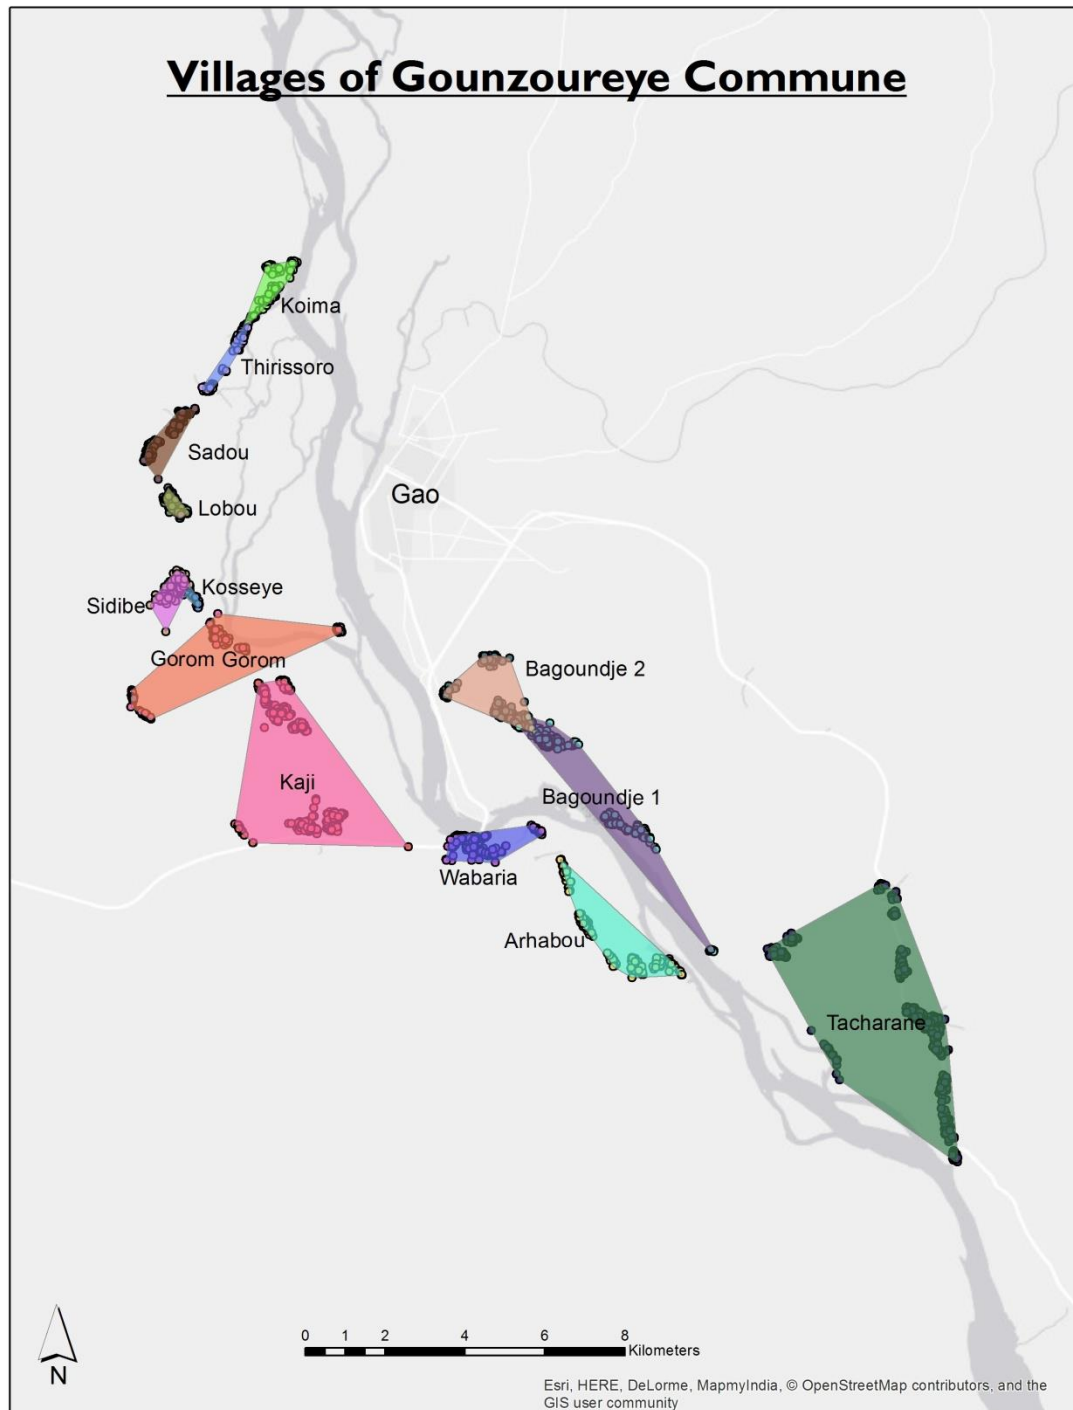 Villages of Gounzoureye Commune
Koima
Thirissoro
Sadou
Gao
Lobou
Kosseye
Sidibe
Gorom Gorom
Bagoundje 2
Kaji
Bagoundje 1
Wabaria
Arhabou
Tacharane
0 1 2 4 6 8
Kilometers
N
Esri, HERE, DeLorme, MapmyIndia, © OpenStreetMap contributors, and the
GIS user community